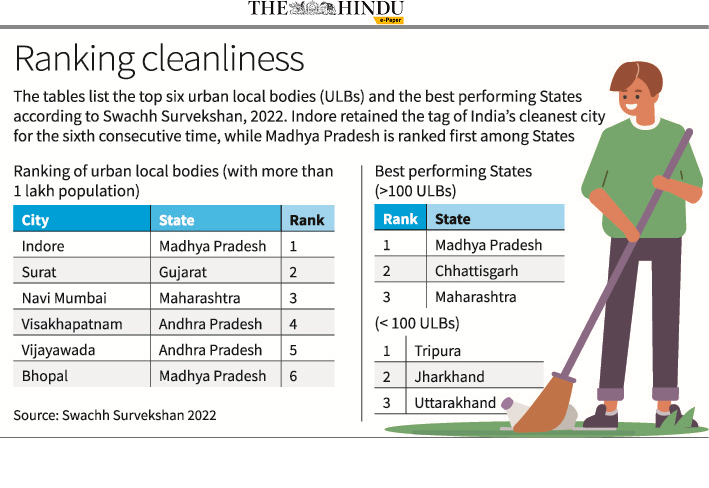 THE HINDU
e-Paper
Ranking cleanliness
The tables list the top six urban local bodies (ULBs) and the best performing States
according to Swachh Survekshan, 2022. Indore retained the tag of India's cleanest city
for the sixth consecutive time, while Madhya Pradesh is ranked first among States
Ranking of urban local bodies (with more than
1 lakh population)
City State Rank
Indore Madhya Pradesh 1
Surat Gujarat 2
Navi Mumbai Maharashtra 3
Visakhapatnam Andhra Pradesh 4
Vijayawada Andhra Pradesh 5
Bhopal Madhya Pradesh 6
Source: Swachh Survekshan 2022
Best performing States
(>100 ULBs)
Rank State
1 Madhya Pradesh
2 Chhattisgarh
3 Maharashtra
(< 100 ULBs)
1 Tripura
2 Jharkhand
3 Uttarakhand